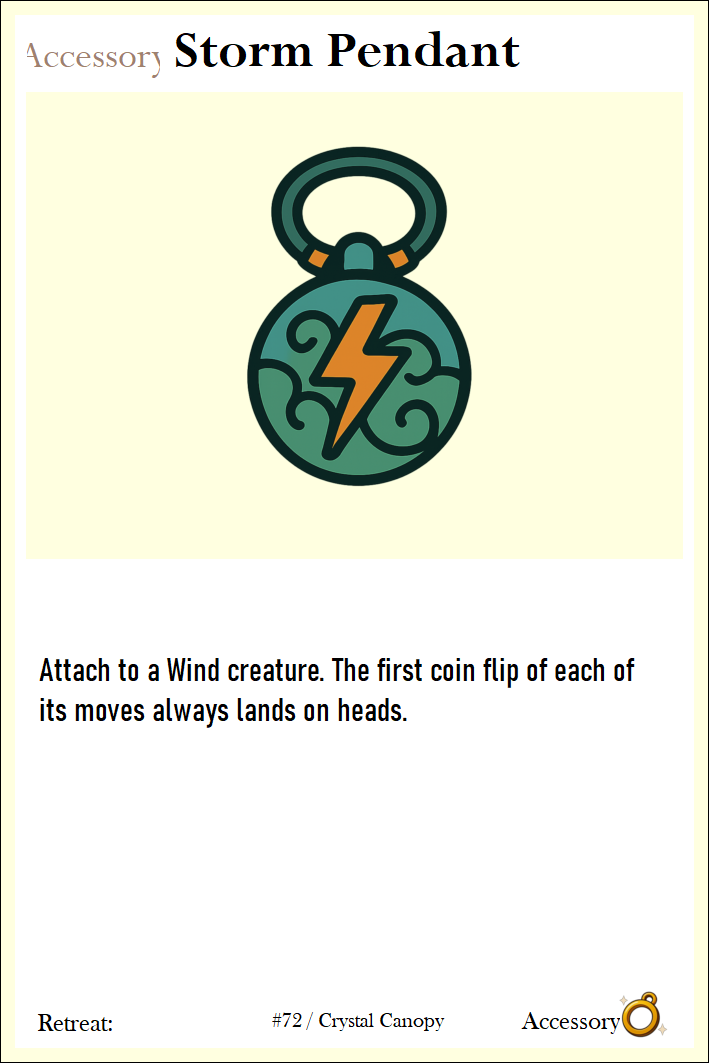 Accessory Storm Pendant
Attach to a Wind creature. The first coin flip of each of
its moves always lands on heads.
Retreat: #72 / Crystal Canopy Accessory